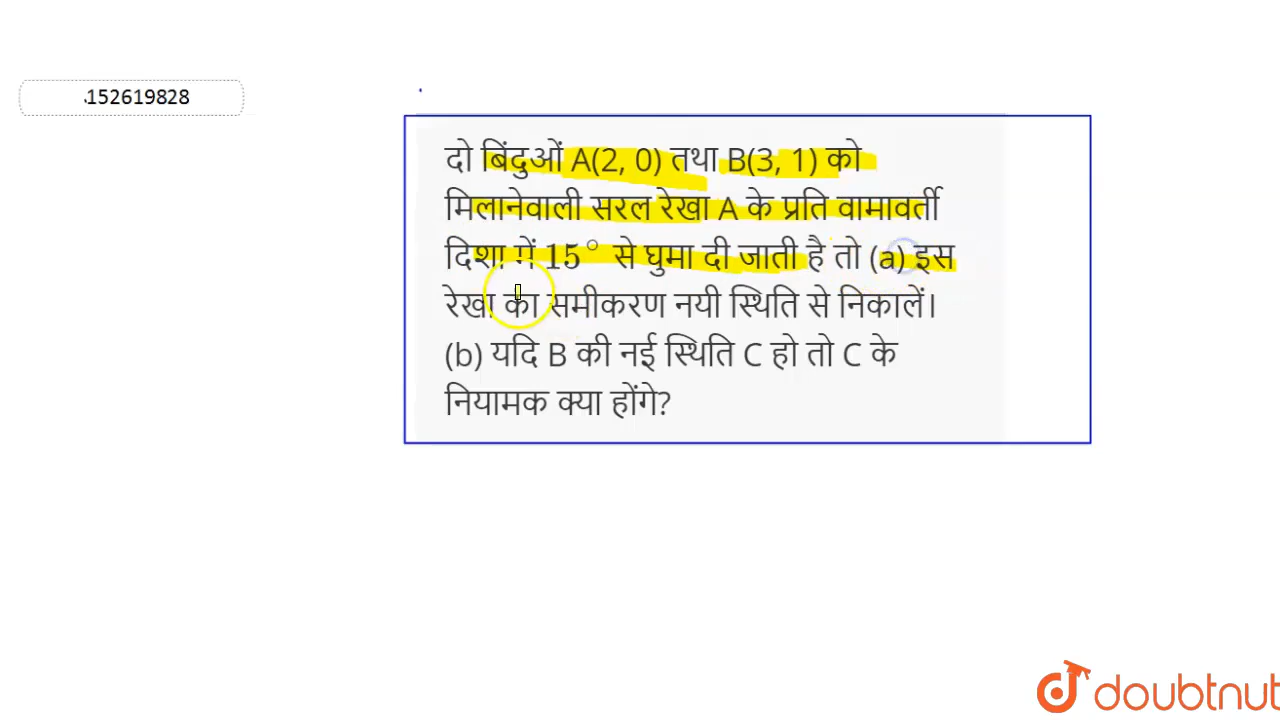 .152619828
दो बिंदुओं A(2, 0) तथा B(3, 1) को
मिलानेवाली सरल रेखा A के प्रति वामावर्ती
दिशा में 15° से घुमा दी जाती है तो (a) इस
रेखा का समीकरण नयी स्थिति से निकालें।
(b) यदि B की नई स्थिति C हो तो C के
नियामक क्या होंगे?
doubtnut